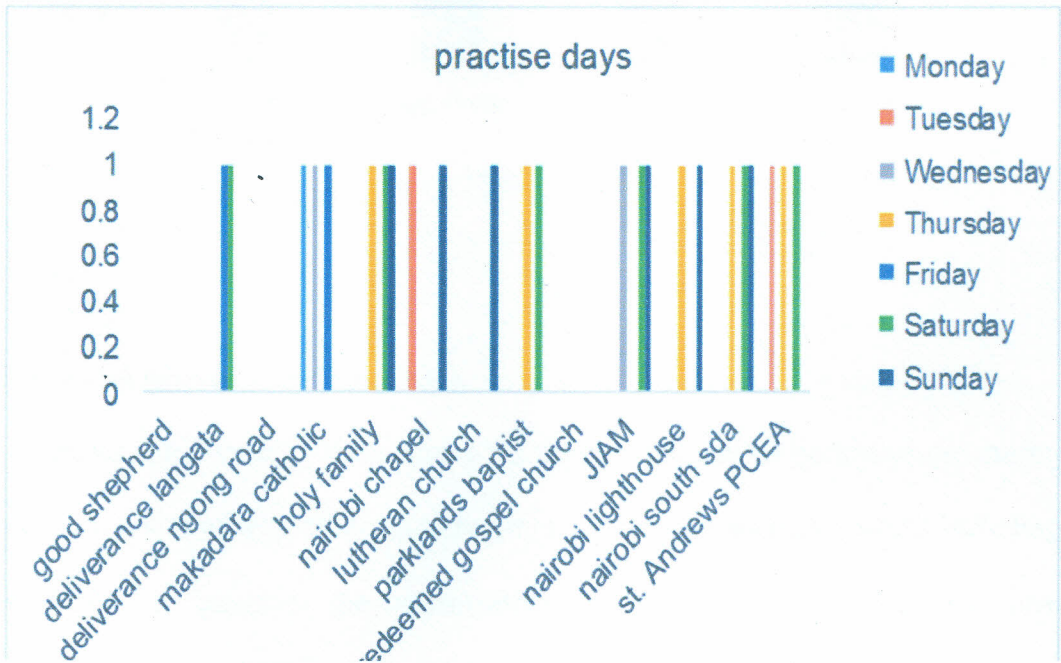 practise days
1.2
1
0.8
0.6
0.4
0.2
0
good shepherd
deliverance langata
deliverance ngong road
makadara catholic
holy family
nairobi chapel
lutheran church
parklands baptist
redeemed gospel church
JIAM
nairobi lighthouse
nairobi south sda
st. Andrews PCEA
Monday
Tuesday
Wednesday
Thursday
Friday
Saturday
Sunday